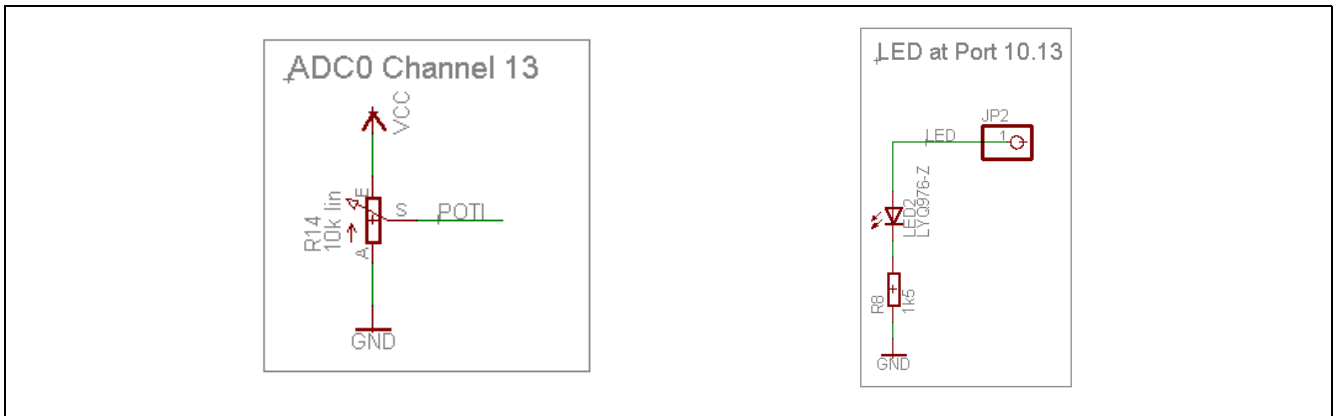 ADC0 Channel 13
VCC
E
R14
10k lin
S
POTI
A
GND
LED at Port 10.13
JP2
LED
1
LED2
LYQ976-Z
R8
1k5
GND